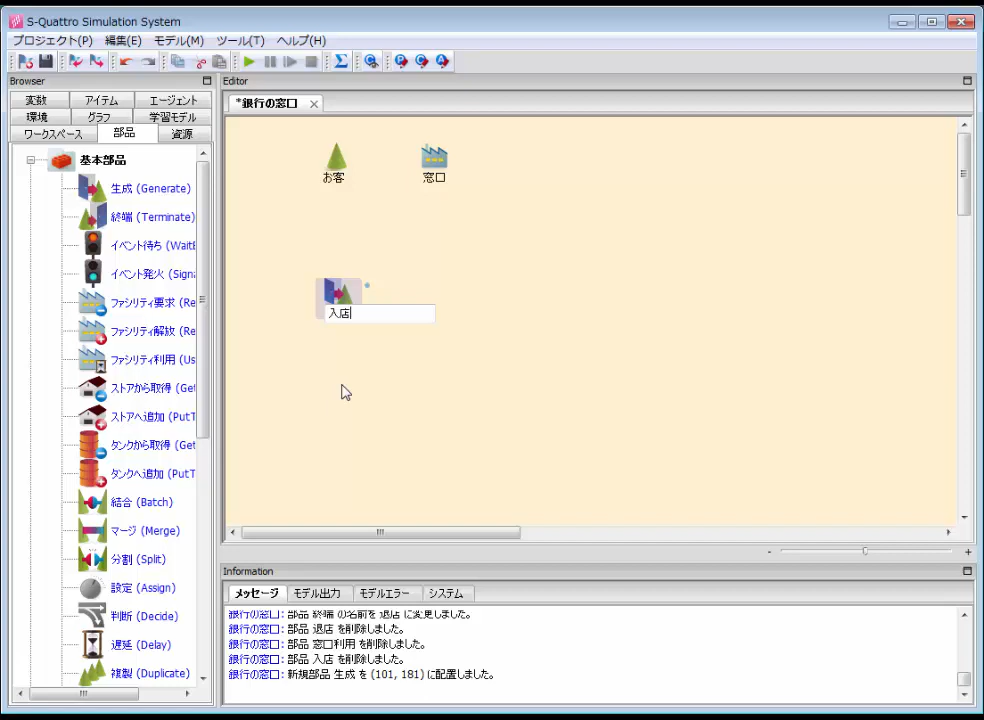 S-Quattro Simulation System
プロジェクト(P) 編集(E) モデル(M) ツール(T) ヘルプ(H)
Browser
Editor
変数 アイテム エージェント
環境 グラフ 学習モデル
ワークスペース 部品 資源
*銀行の窓口
基本部品
生成 (Generate)
終端 (Terminate)
イベント待ち (WaitE
イベント発火 (Signa
ファシリティ要求 (Re
ファシリティ解放 (Re
ファシリティ利用 (Us
ストアから取得 (Get
ストアへ追加 (PutT
タンクから取得 (Get
タンクへ追加 (PutT
結合 (Batch)
マージ (Merge)
分割 (Split)
設定 (Assign)
判断 (Decide)
遅延 (Delay)
複製 (Duplicate)
お客
窓口
入店
Information
メッセージ モデル出力 モデルエラー システム
銀行の窓口: 部品 終端 の名前を 退店 に変更しました。
銀行の窓口: 部品 退店 を削除しました。
銀行の窓口: 部品 窓口利用 を削除しました。
銀行の窓口: 部品 入店 を削除しました。
銀行の窓口: 新規部品 生成 を (101, 181) に配置しました。